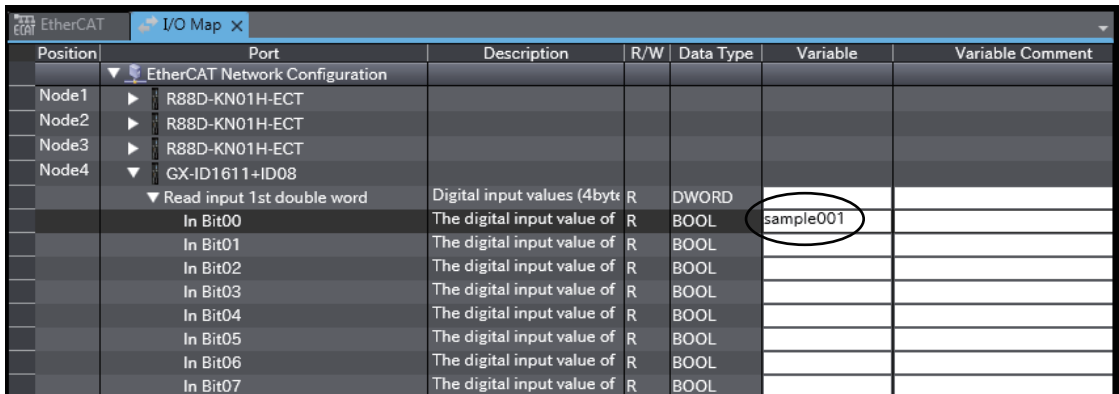 EtherCAT I/O Map
Position Port Description R/W Data Type Variable Variable Comment
EtherCAT Network Configuration
Node1 R88D-KN01H-ECT
Node2 R88D-KN01H-ECT
Node3 R88D-KN01H-ECT
Node4 GX-ID1611+ID08
Read input 1st double word Digital input values (4byte R DWORD
In Bit00 The digital input value of R BOOL sample001
In Bit01 The digital input value of R BOOL
In Bit02 The digital input value of R BOOL
In Bit03 The digital input value of R BOOL
In Bit04 The digital input value of R BOOL
In Bit05 The digital input value of R BOOL
In Bit06 The digital input value of R BOOL
In Bit07 The digital input value of R BOOL